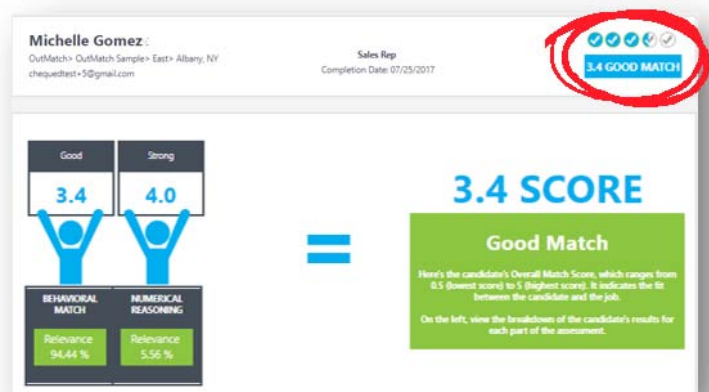 Michelle Gomez
OutMatch> OutMatch Sample> East> Albany, NY
chequedtest+5@gmail.com
Sales Rep
Completion Date: 07/25/2017
3.4 GOOD MATCH
Good
Strong
3.4
4.0
BEHAVIORAL
MATCH
NUMERICAL
REASONING
Relevance
94.44 %
Relevance
5.56 %
=
3.4 SCORE
Good Match
Here's the candidate's Overall Match Score, which ranges from
0.5 (lowest score) to 5 (highest score). It indicates the fit
between the candidate and the job.
On the left, view the breakdown of the candidate's results for
each part of the assessment.